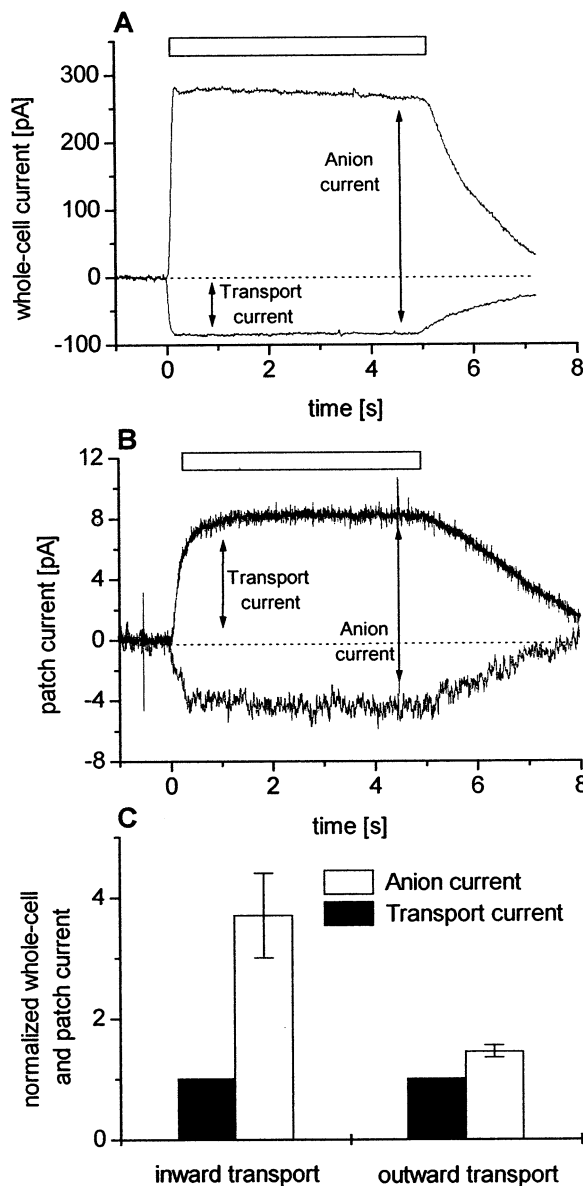 A
whole-cell current [pA]
300
200
100
0
-100
Anion
current
Transport
current
0
2
4
6
8
time [s]
B
patch current [pA]
12
8
4
0
-4
-8
Transport
current
Anion
current
0
2
4
6
8
time [s]
C
normalized whole-cell
and patch current
4
2
0
Anion current
Transport current
inward transport
outward transport